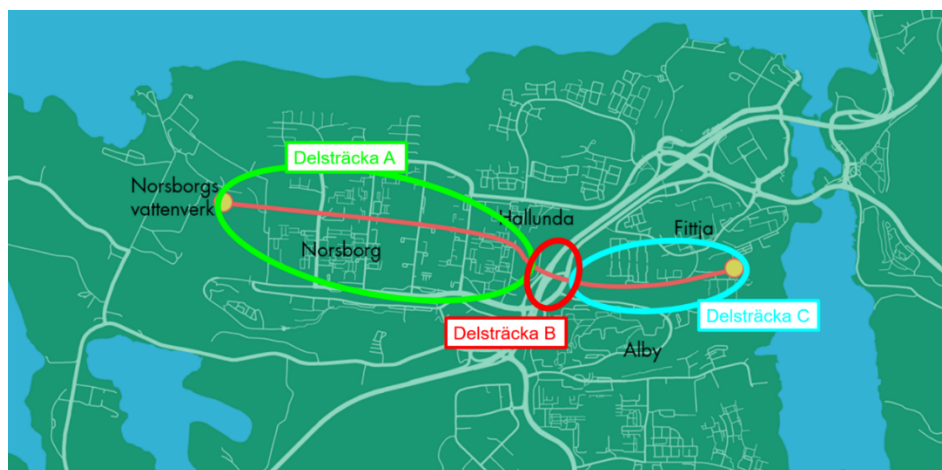 Delsträcka A
Norsborgs
vattenverk
Hallunda
Fittja
Norsborg
Delsträcka C
Delsträcka B
Alby